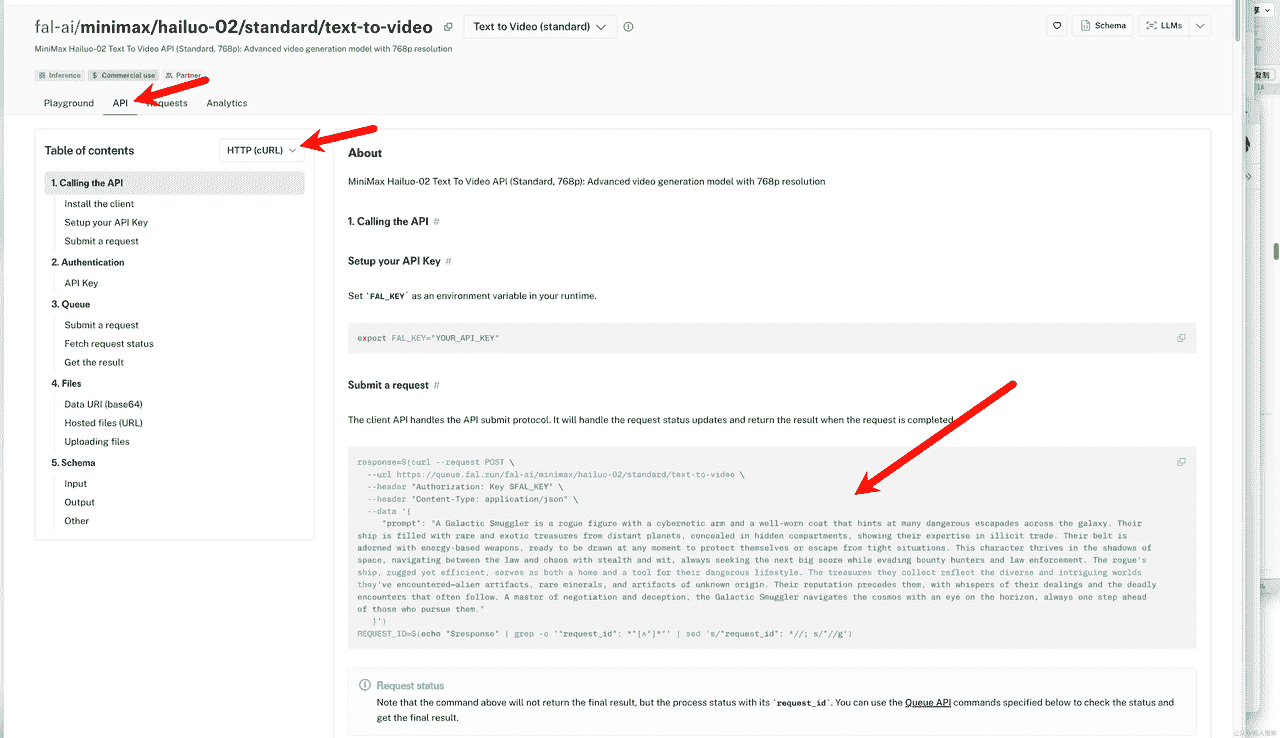 fal-ai/minimax/hailuo-02/standard/text-to-video
Text to Video (standard)
Schema
LLMs
MiniMax Hailuo-02 Text To Video API (Standard, 768p): Advanced video generation model with 768p resolution
Inference
$ Commercial use
Partner
Playground
API
Requests
Analytics
Table of contents
HTTP (cURL)
1. Calling the API
Install the client
Setup your API Key
Submit a request
2. Authentication
API Key
3. Queue
Submit a request
Fetch request status
Get the result
4. Files
Data URI (base64)
Hosted files (URL)
Uploading files
5. Schema
Input
Output
Other
About
MiniMax Hailuo-02 Text To Video API (Standard, 768p): Advanced video generation model with 768p resolution
1. Calling the API #
Setup your API Key #
Set `FAL_KEY` as an environment variable in your runtime.
export FAL_KEY="YOUR_API_KEY"
Submit a request #
The client API handles the API submit protocol. It will handle the request status updates and return the result when the request is completed.
response=$(curl --request POST \
--url https://queue.fal.run/fal-ai/minimax/hailuo-02/standard/text-to-video \
--header "Authorization: Key $FAL_KEY" \
--header "Content-Type: application/json" \
--data '{
"prompt": "A Galactic Smuggler is a rogue figure with a cybernetic arm and a well-worn coat that hints at many dangerous escapades across the galaxy. Their
ship is filled with rare and exotic treasures from distant planets, concealed in hidden compartments, showing their expertise in illicit trade. Their belt is
adorned with energy-based weapons, ready to be drawn at any moment to protect themselves or escape from tight situations. This character thrives in the shadows of
space, navigating between the law and chaos with stealth and wit, always seeking the next big score while evading bounty hunters and law enforcement. The rogue's
ship, rugged yet efficient, serves as both a home and a tool for their dangerous lifestyle. The treasures they collect reflect the diverse and intriguing worlds
they've encountered—alien artifacts, rare minerals, and artifacts of unknown origin. Their reputation precedes them, with whispers of their dealings and the deadly
encounters that often follow. A master of negotiation and deception, the Galactic Smuggler navigates the cosmos with an eye on the horizon, always one step ahead
of those who pursue them."
}')
REQUEST_ID=$(echo "$response" | grep -o '"request_id": *"[^"]*"' | sed 's/"request_id": *//; s/"//g')
Request status
Note that the command above will not return the final result, but the process status with its `request_id`. You can use the Queue API commands specified below to check the status and
get the final result.